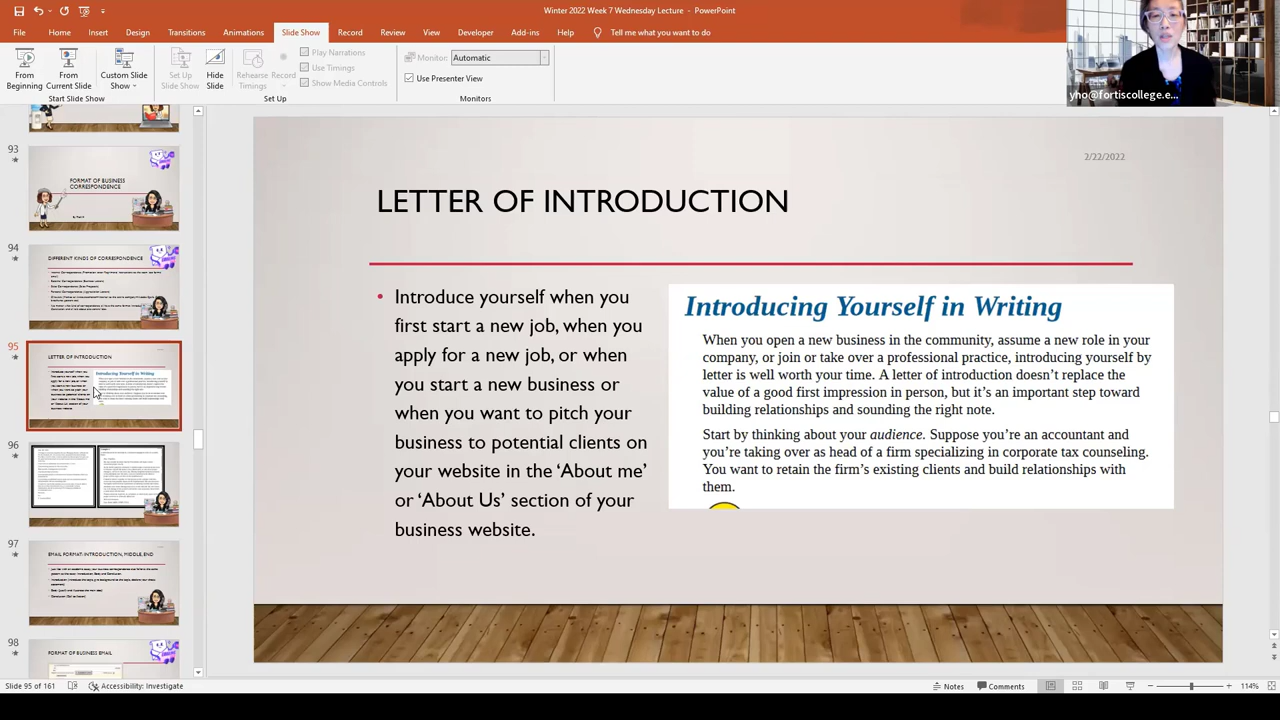 Winter 2022 Week 7 Wednesday Lecture - PowerPoint
File Home Insert Design Transitions Animations Slide Show Record Review View Developer Add-ins Help Tell me what you want to do
From Beginning
From Current Slide
Custom Slide Show
Set Up Slide Show
Hide Slide
Rehearse Timings
Record
Play Narrations
Use Timings
Show Media Controls
Monitor: Automatic
Use Presenter View
Start Slide Show
Set Up
Monitors
yho@fortiscollege.e...
93
FORMAT OF BUSINESS
CORRESPONDENCE
94
DIFFERENT KINDS OF CORRESPONDENCE
95
LETTER OF INTRODUCTION
Introducing Yourself in Writing
96
97
EMAIL FORMAT: INTRODUCTION, MIDDLE, END
98
FORMAT OF BUSINESS EMAIL
2/22/2022
LETTER OF INTRODUCTION
• Introduce yourself when you
first start a new job, when you
apply for a new job, or when
you start a new business or
when you want to pitch your
business to potential clients on
your website in the ‘About me’
or ‘About Us’ section of your
business website.
Introducing Yourself in Writing
When you open a new business in the community, assume a new role in your
company, or join or take over a professional practice, introducing yourself by
letter is well worth your time. A letter of introduction doesn’t replace the
value of a good first impression in person, but it’s an important step toward
building relationships and sounding the right note.
Start by thinking about your audience. Suppose you’re an accountant and
you’re taking over as head of a firm specializing in corporate tax counseling.
You want to retain the firm’s existing clients and build relationships with
them.
Slide 95 of 161
Accessibility: Investigate
Notes
Comments
114%